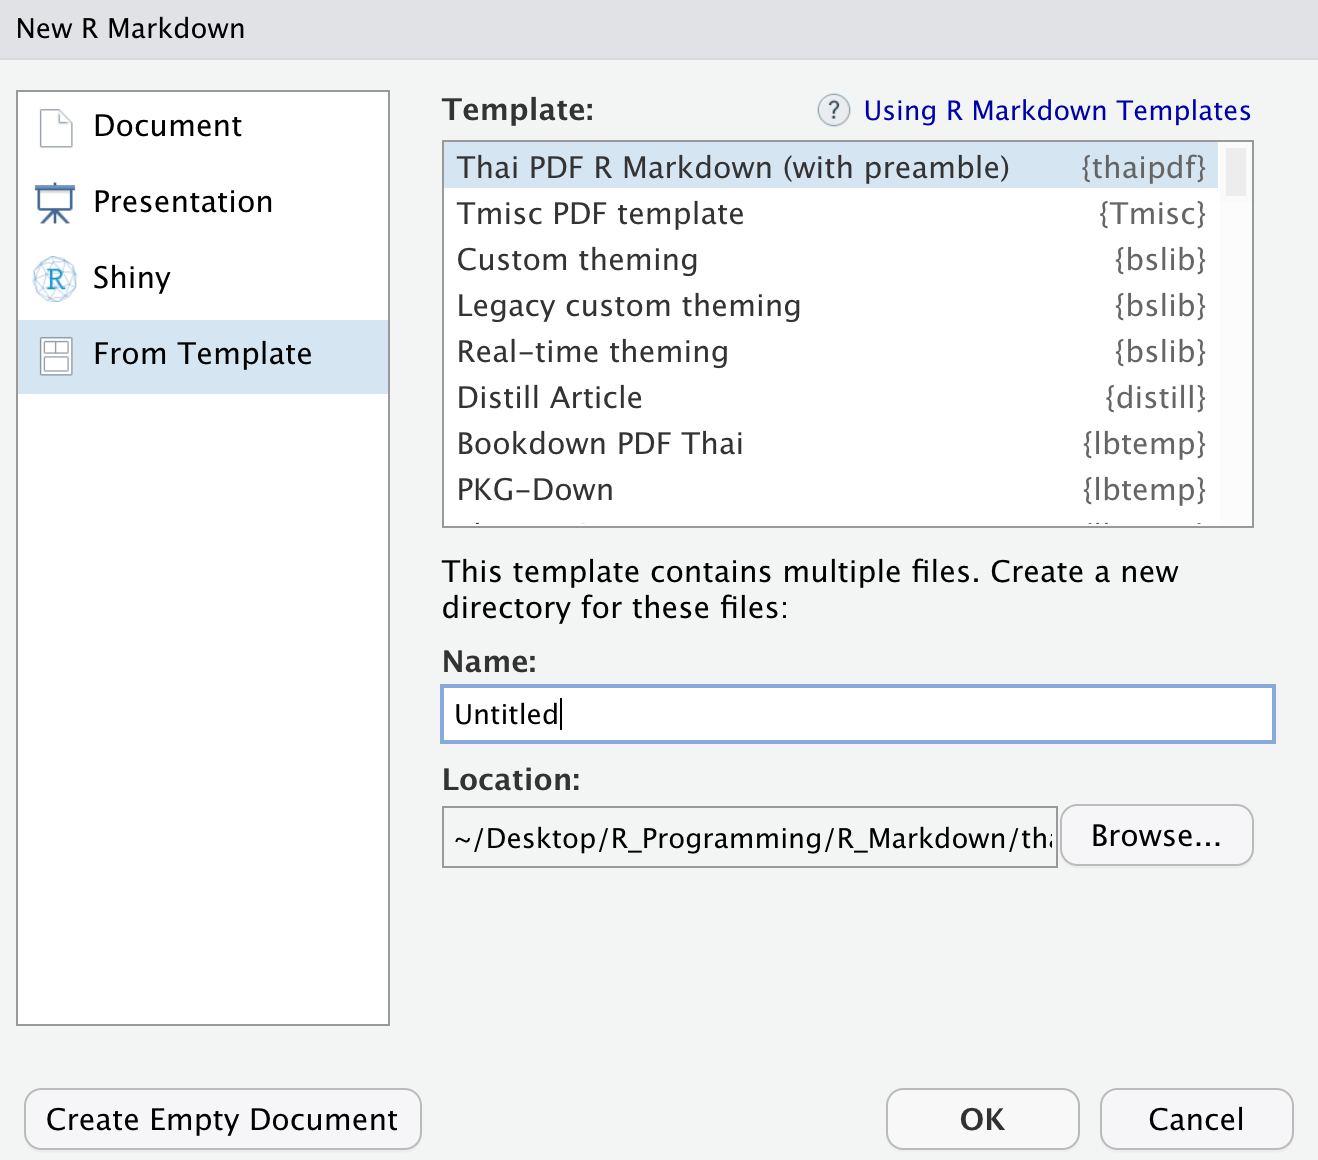 New R Markdown
Document
Presentation
Shiny
From Template
Template:
? Using R Markdown Templates
Thai PDF R Markdown (with preamble) {thaipdf}
Tmisc PDF template {Tmisc}
Custom theming {bslib}
Legacy custom theming {bslib}
Real-time theming {bslib}
Distill Article {distill}
Bookdown PDF Thai {lbtemp}
PKG-Down {lbtemp}
This template contains multiple files. Create a new
directory for these files:
Name:
Untitled
Location:
~/Desktop/R_Programming/R_Markdown/tha
Browse...
Create Empty Document
OK
Cancel